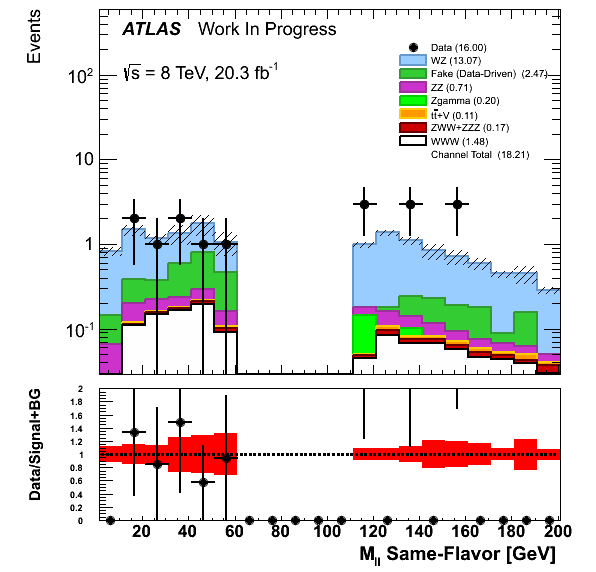 Events
ATLAS Work In Progress
√s = 8 TeV, 20.3 fb⁻¹
Data (16.00)
WZ (13.07)
Fake (Data-Driven) (2.47)
ZZ (0.71)
Zgamma (0.20)
tt̄+V (0.11)
ZWW+ZZZ (0.17)
WWW (1.48)
Channel Total (18.21)
10²
10
1
10⁻¹
Data/Signal+BG
2
1.8
1.6
1.4
1.2
1
0.8
0.6
0.4
0.2
0
20 40 60 80 100 120 140 160 180 200
M_ll Same-Flavor [GeV]